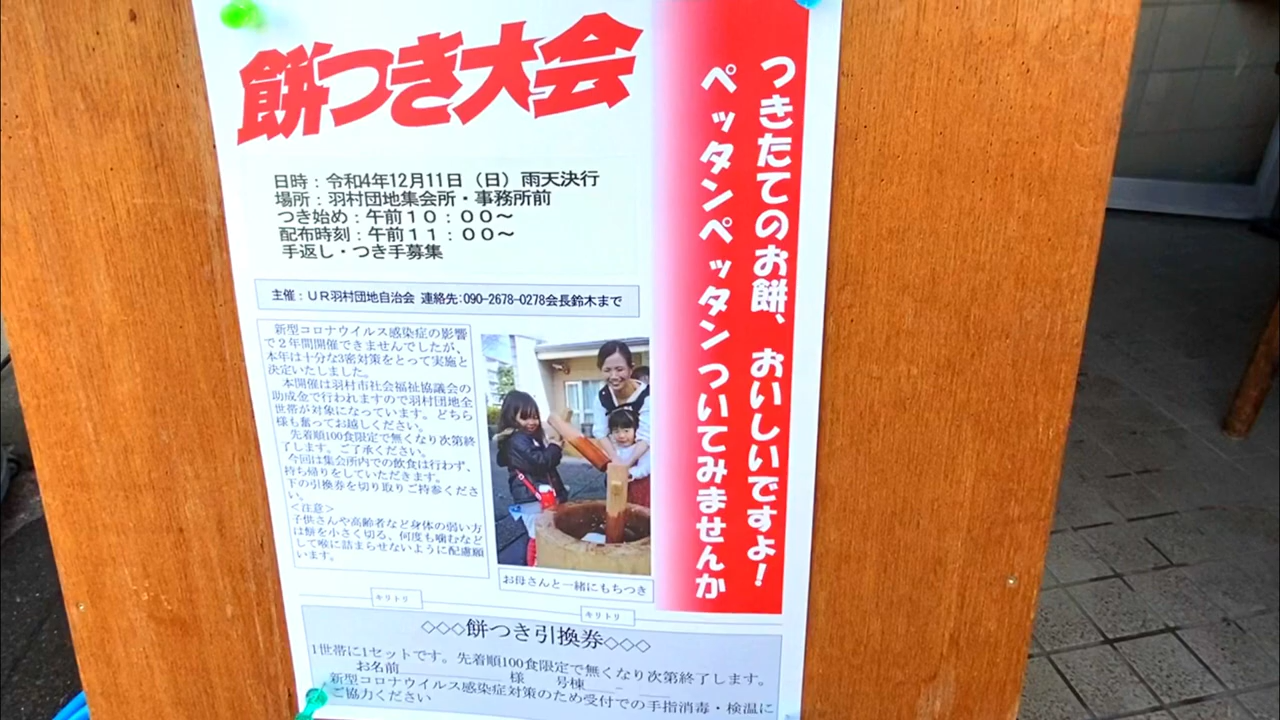 餅つき大会
つきたてのお餅、おいしいですよ!
ペッタンペッタンついてみませんか
日時:令和4年12月11日(日)雨天決行
場所:羽村団地集会所・事務所前
つき始め:午前10:00〜
配布時刻:午前11:00〜
手返し・つき手募集
主催:UR羽村団地自治会 連絡先:090-2678-0278会長鈴木まで
新型コロナウイルス感染症の影響
で2年間開催できませんでしたが、
本年は十分な3密対策をとって実施と
決定いたしました。
本開催は羽村市社会福祉協議会の
助成金で行われますので羽村団地全
世帯が対象になっています。どちら
様も奮ってお越しください。
先着順100食限定で無くなり次第終
了します。ご了承ください。
今回は集会所内での飲食は行わず、
持ち帰りをしていただきます。
下の引換券を切り取りご持参くださ
い。
<注意>
子供さんや高齢者など身体の弱い方
は餅を小さく切る、何度も噛むなど
して喉に詰まらせないように配慮願
います。
お母さんと一緒にもちつき
キリトリ
キリトリ
◇◇◇餅つき引換券◇◇◇
1世帯に1セットです。先着順100食限定で無くなり次第終了します。
お名前____________様 号棟____-____
新型コロナウイルス感染症対策のため受付での手指消毒・検温に
ご協力ください